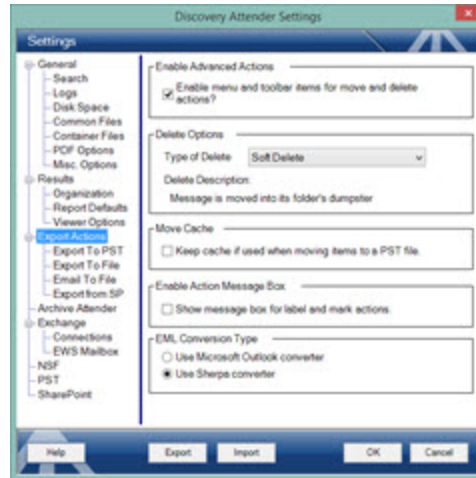 Discovery Attender Settings
Settings
General
Search
Logs
Disk Space
Common Files
Container Files
PDF Options
Misc. Options
Results
Organization
Report Defaults
Viewer Options
Export Actions
Export To PST
Export To File
Email To File
Export from SP
Archive Attender
Exchange
Connections
EWS Mailbox
NSF
PST
SharePoint
Enable Advanced Actions
Enable menu and toolbar items for move and delete
actions?
Delete Options
Type of Delete Soft Delete
Delete Description:
Message is moved into its folder's dumpster
Move Cache
Keep cache if used when moving items to a PST file.
Enable Action Message Box
Show message box for label and mark actions
EML Conversion Type
Use Microsoft Outlook converter
Use Sherpa converter
Help Export Import OK Cancel